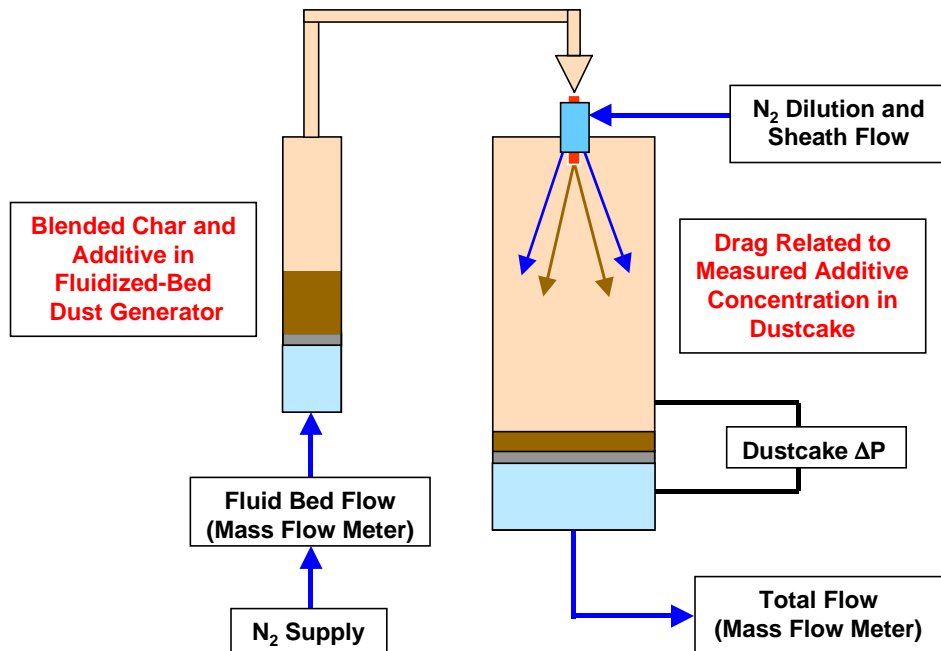 N₂ Dilution and
Sheath Flow
Blended Char and
Additive in
Fluidized-Bed
Dust Generator
Drag Related to
Measured Additive
Concentration in
Dustcake
Dustcake ΔP
Fluid Bed Flow
(Mass Flow Meter)
N₂ Supply
Total Flow
(Mass Flow Meter)